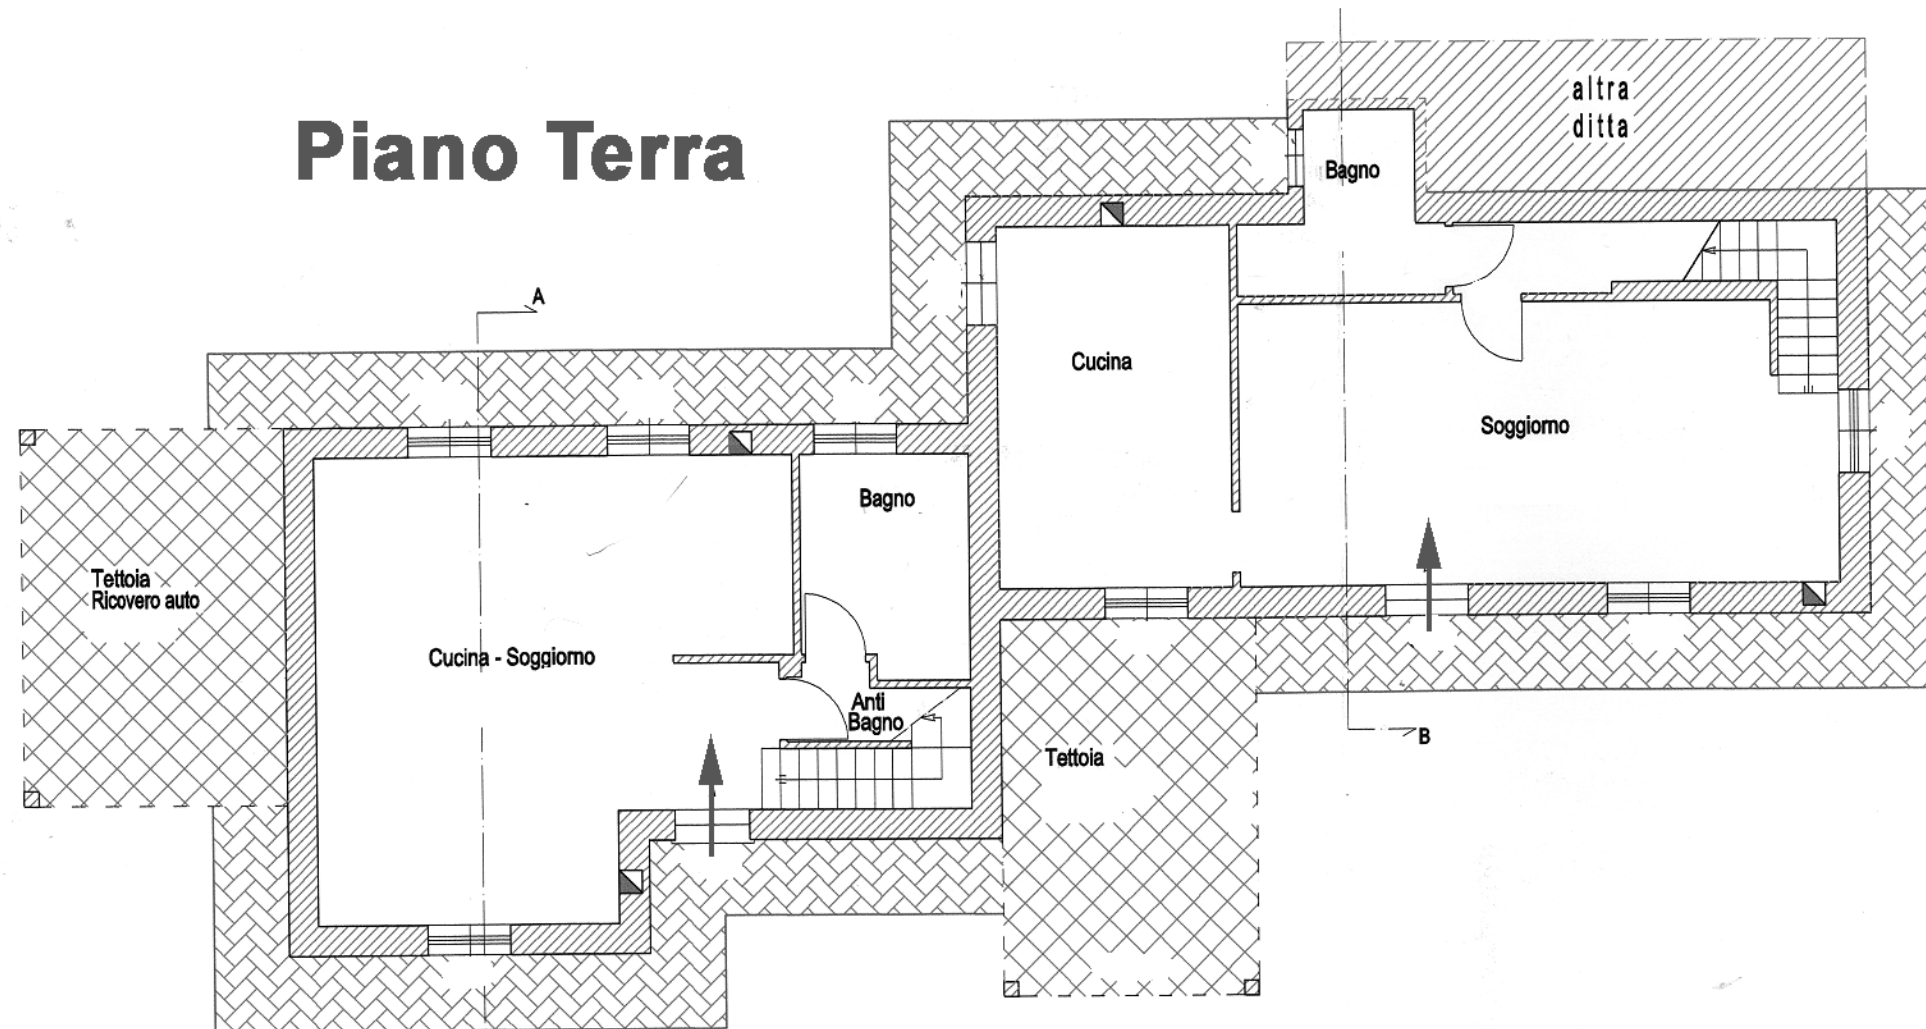 Piano Terra
altra
ditta
Bagno
A
Cucina
Soggiorno
Bagno
Tettoia
Ricovero auto
Cucina - Soggiorno
Anti
Bagno
Tettoia
B